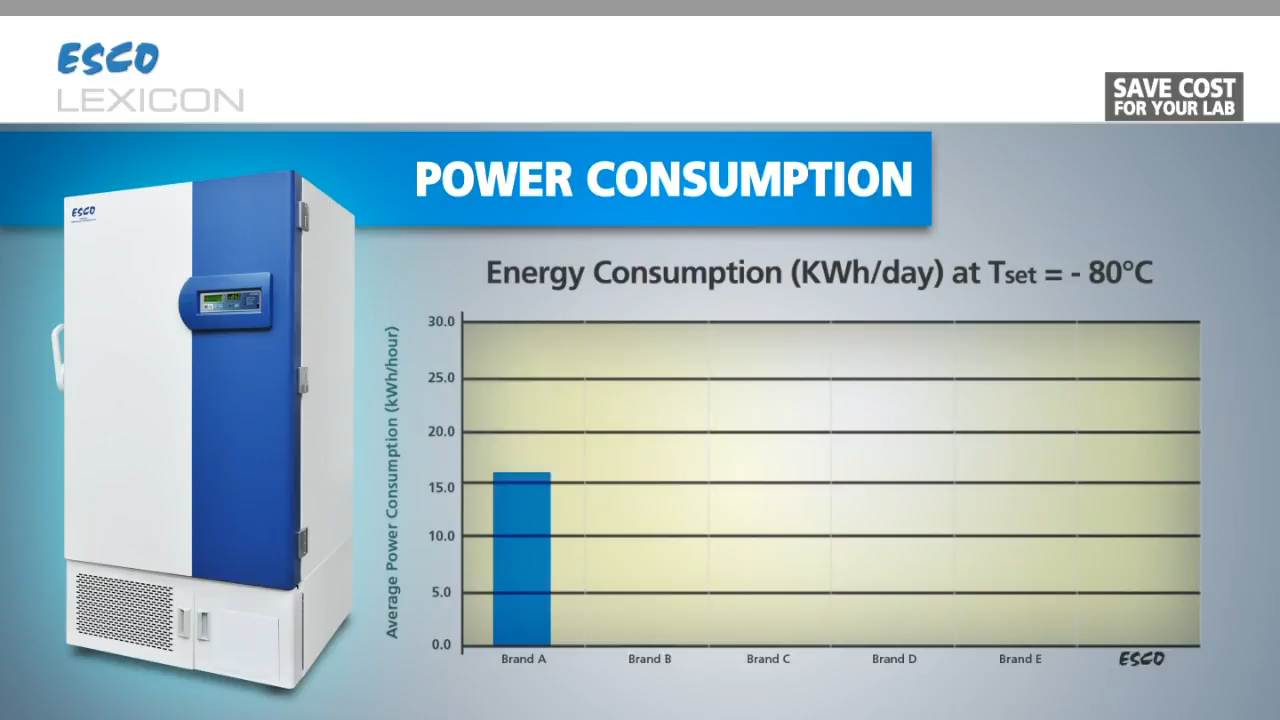 ESCO
LEXICON
SAVE COST
FOR YOUR LAB
POWER CONSUMPTION
ESCO
Energy Consumption (KWh/day) at Tset = - 80°C
Average Power Consumption (kWh/hour)
30.0
25.0
20.0
15.0
10.0
5.0
0.0
Brand A Brand B Brand C Brand D Brand E ESCO